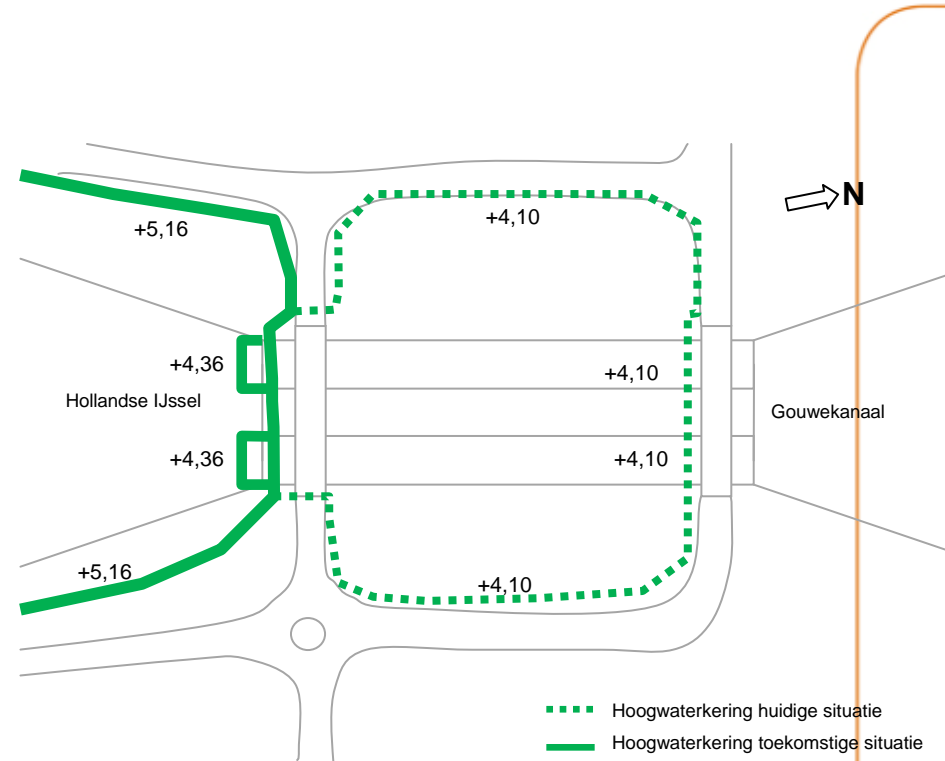 N
+4,10
+5,16
+4,36
+4,10
Hollandse IJssel
Gouwekanaal
+4,36
+4,10
+5,16
+4,10
Hoogwaterkering huidige situatie
Hoogwaterkering toekomstige situatie